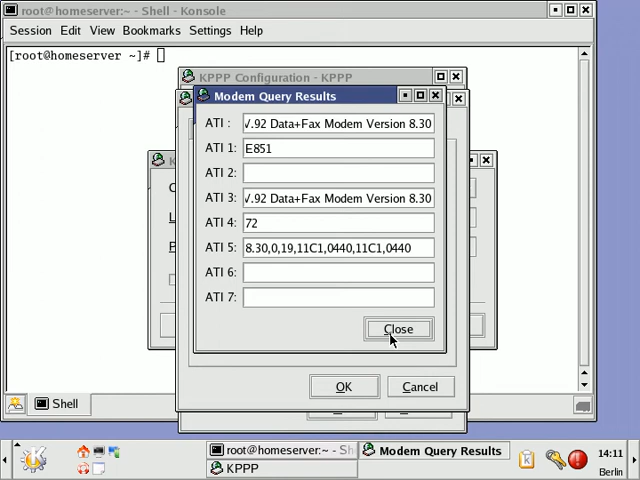 root@homeserver:~ - Shell - Konsole
Session Edit View Bookmarks Settings Help
[root@homeserver ~]#
KPPP Configuration - KPPP
Modem Query Results
ATI : V.92 Data+Fax Modem Version 8.30
ATI 1: E851
ATI 2:
ATI 3: V.92 Data+Fax Modem Version 8.30
ATI 4: 72
ATI 5: 8.30,0,19,11C1,0440,11C1,0440
ATI 6:
ATI 7:
Close
OK Cancel
Shell
root@homeserver:~ - Sh
Modem Query Results
KPPP
14:11
Berlin